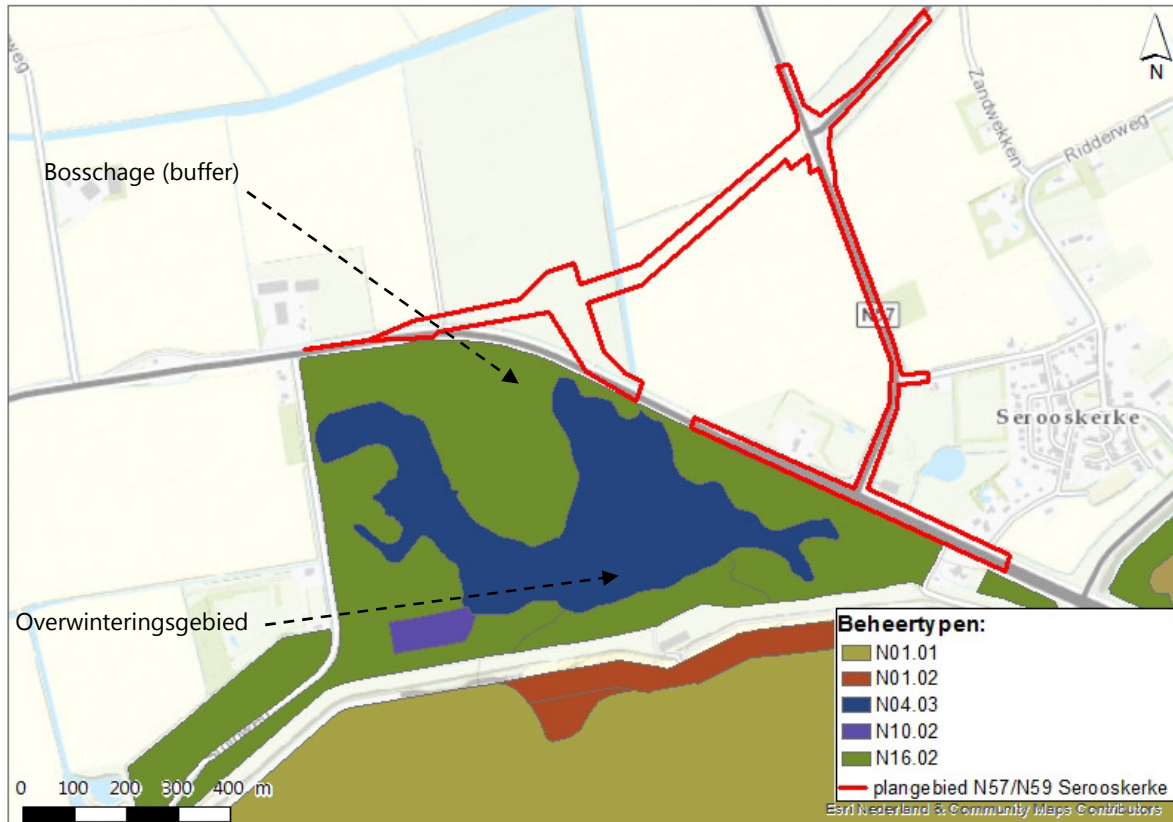 weg
N
Zandwekken
Ridderweg
Bosschage (buffer)
N57
Serooskerke
Overwinteringsgebied
Beheertypen:
N01.01
N01.02
N04.03
N10.02
N16.02
plangebied N57/N59 Serooskerke
0 100 200 300 400 m
Esri Nederland & Community Maps Contributors